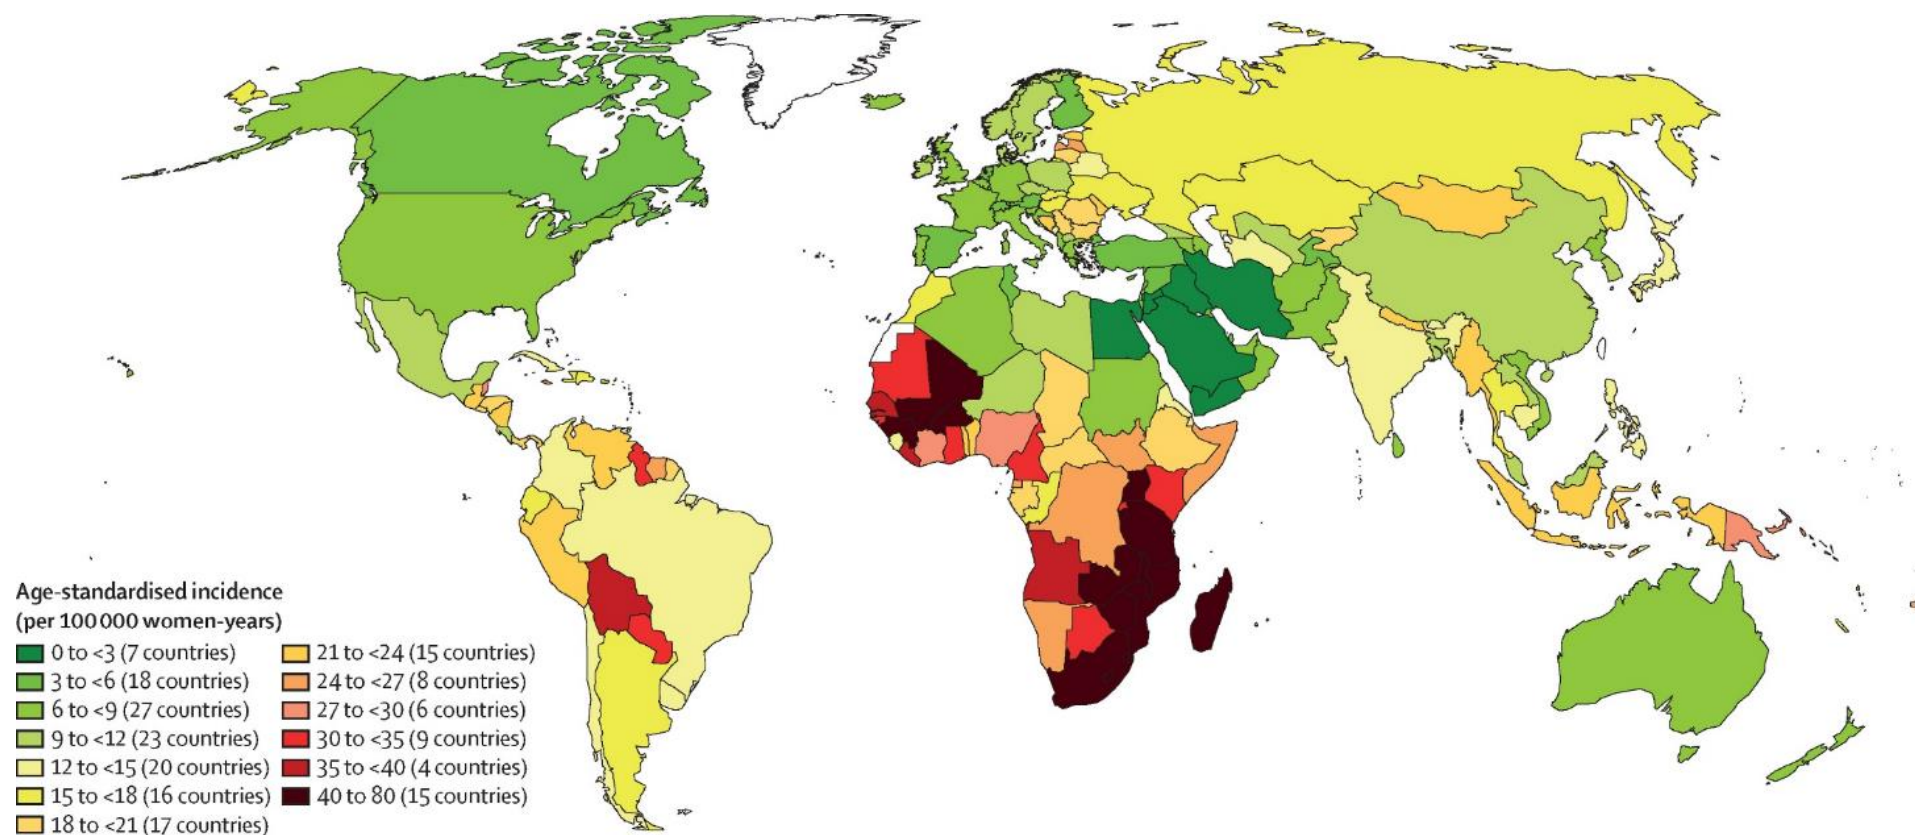 Age-standardised incidence
(per 100 000 women-years)
0 to <3 (7 countries)
3 to <6 (18 countries)
6 to <9 (27 countries)
9 to <12 (23 countries)
12 to <15 (20 countries)
15 to <18 (16 countries)
18 to <21 (17 countries)
21 to <24 (15 countries)
24 to <27 (8 countries)
27 to <30 (6 countries)
30 to <35 (9 countries)
35 to <40 (4 countries)
40 to 80 (15 countries)